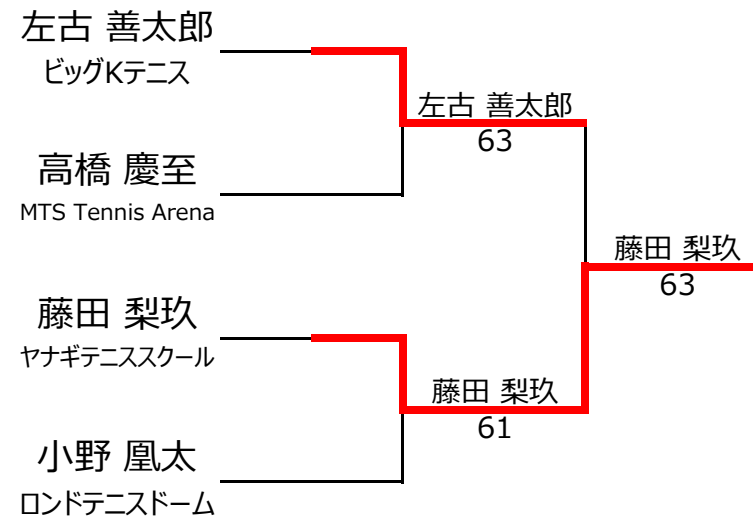 左古 善太郎
ビッグKテニス
左古 善太郎
63
高橋 慶至
MTS Tennis Arena
藤田 梨玖
63
藤田 梨玖
ヤナギテニススクール
藤田 梨玖
61
小野 凰太
ロンドテニスドーム